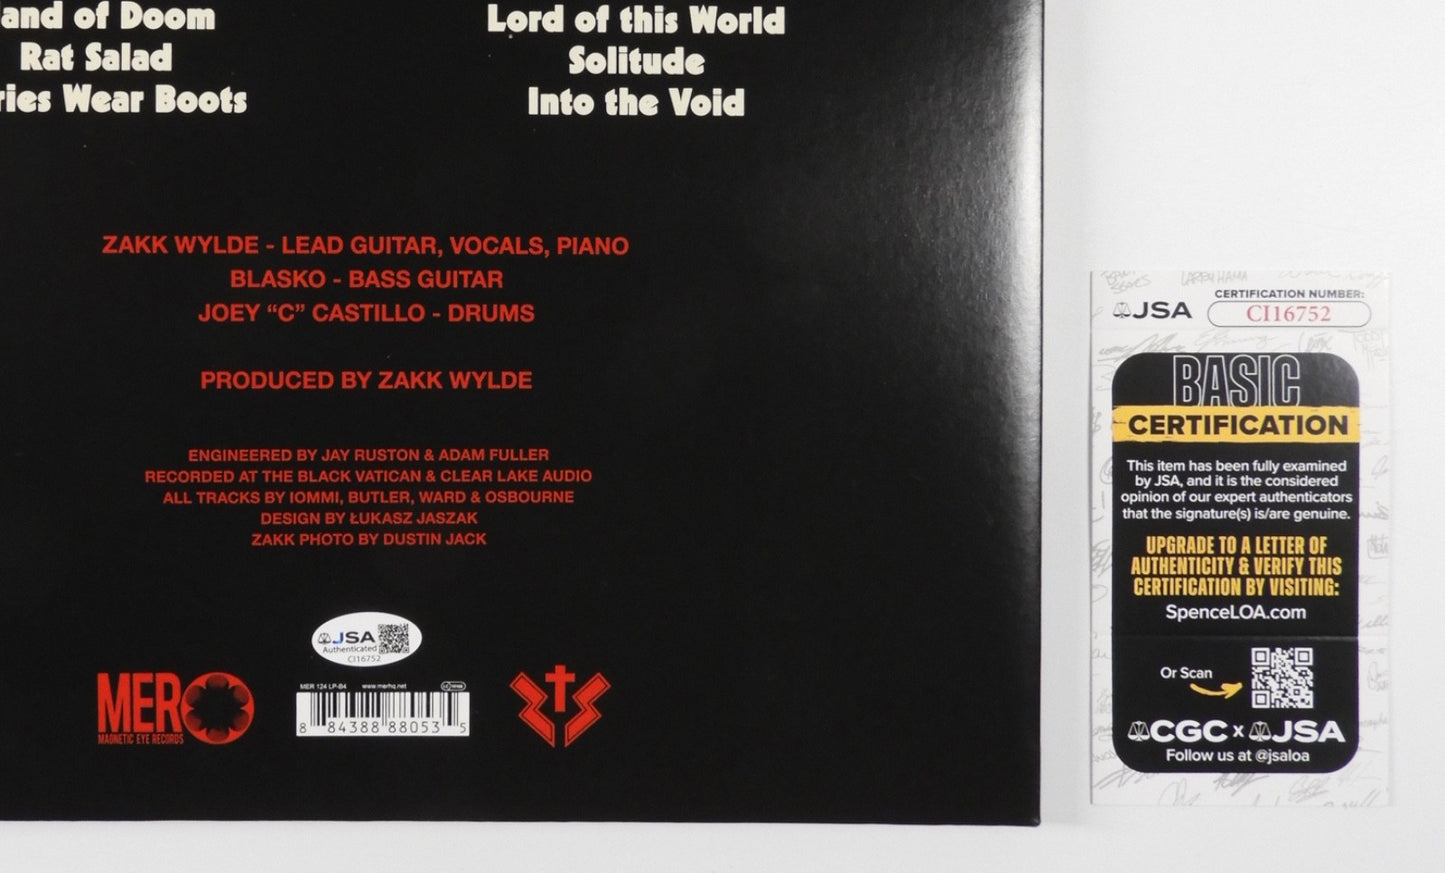 and of Doom
Rat Salad
ries Wear Boots
Lord of this World
Solitude
Into the Void
ZAKK WYLDE - LEAD GUITAR, VOCALS, PIANO
BLASKO - BASS GUITAR
JOEY “C” CASTILLO - DRUMS
PRODUCED BY ZAKK WYLDE
ENGINEERED BY JAY RUSTON & ADAM FULLER
RECORDED AT THE BLACK VATICAN & CLEAR LAKE AUDIO
ALL TRACKS BY IOMMI, BUTLER, WARD & OSBOURNE
DESIGN BY ŁUKASZ JASZAK
ZAKK PHOTO BY DUSTIN JACK
JSA
Authenticated
CI16752
MER
MAGNETIC EYE RECORDS
MER 124 LP-B4 www.merhq.net
8 84388 88053 5
JSA
CERTIFICATION NUMBER:
CI16752
BASIC
CERTIFICATION
This item has been fully examined
by JSA, and it is the considered
opinion of our expert authenticators
that the signature(s) is/are genuine.
UPGRADE TO A LETTER OF
AUTHENTICITY & VERIFY THIS
CERTIFICATION BY VISITING:
SpenceLOA.com
Or Scan
CGC x JSA
Follow us at @jsaloa